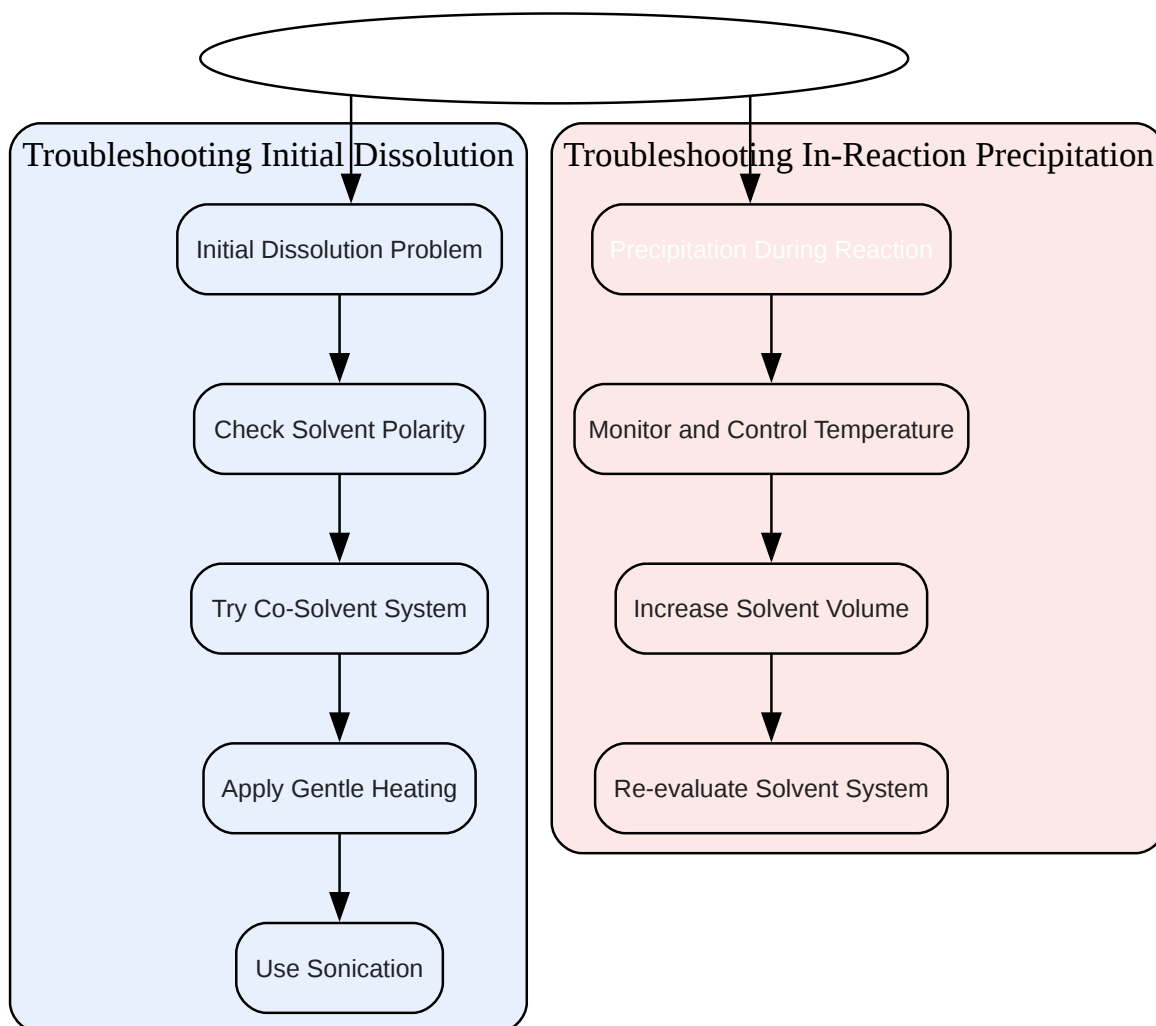 Troubleshooting Initial Dissolution
Initial Dissolution Problem
Check Solvent Polarity
Try Co-Solvent System
Apply Gentle Heating
Use Sonication
Troubleshooting In-Reaction Precipitation
Precipitation During Reaction
Monitor and Control Temperature
Increase Solvent Volume
Re-evaluate Solvent System